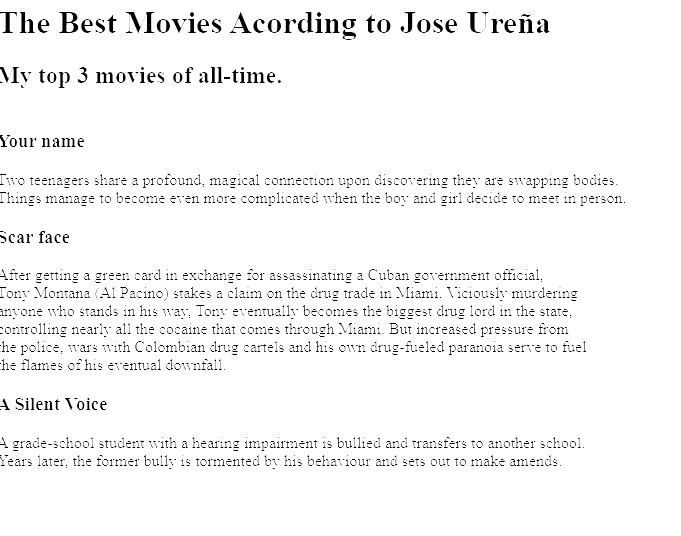 The Best Movies Acording to Jose Ureña
My top 3 movies of all-time.
Your name
Two teenagers share a profound, magical connection upon discovering they are swapping bodies.
Things manage to become even more complicated when the boy and girl decide to meet in person.
Scar face
After getting a green card in exchange for assassinating a Cuban government official,
Tony Montana (Al Pacino) stakes a claim on the drug trade in Miami. Viciously murdering
anyone who stands in his way, Tony eventually becomes the biggest drug lord in the state,
controlling nearly all the cocaine that comes through Miami. But increased pressure from
the police, wars with Colombian drug cartels and his own drug-fueled paranoia serve to fuel
the flames of his eventual downfall.
A Silent Voice
A grade-school student with a hearing impairment is bullied and transfers to another school.
Years later, the former bully is tormented by his behaviour and sets out to make amends.